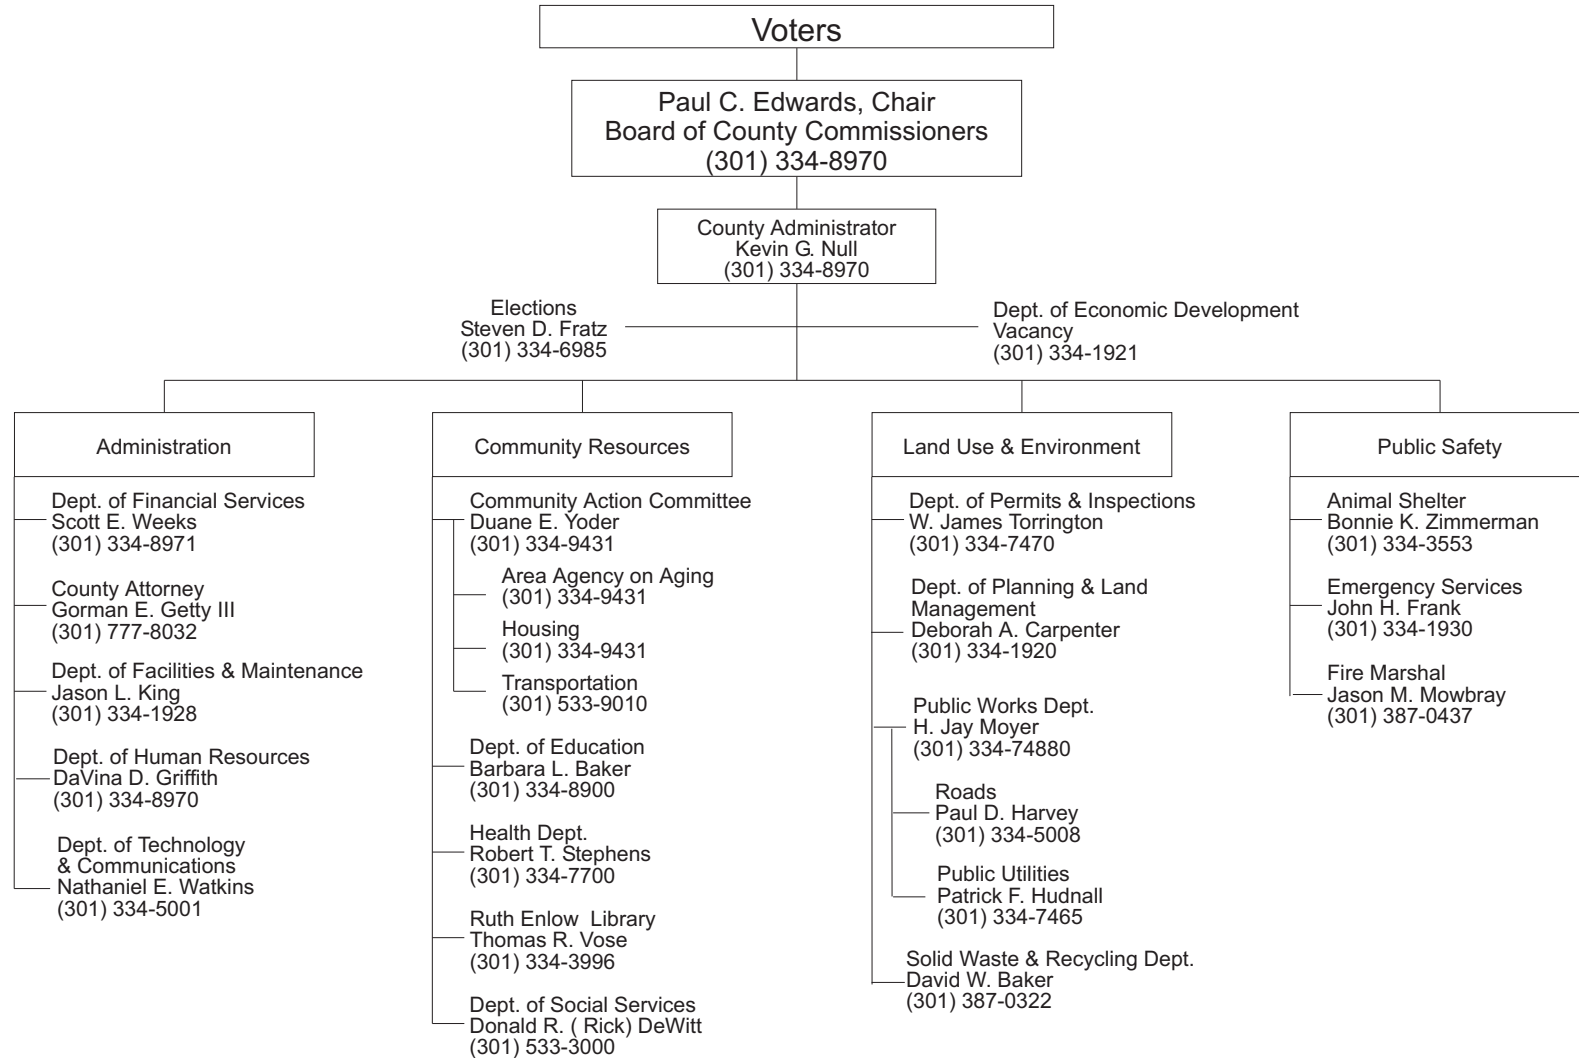 Voters
Paul C. Edwards, Chair
Board of County Commissioners
(301) 334-8970
County Administrator
Kevin G. Null
(301) 334-8970
Elections
Steven D. Fratz
(301) 334-6985
Dept. of Economic Development
Vacancy
(301) 334-1921
Administration
Dept. of Financial Services
Scott E. Weeks
(301) 334-8971
County Attorney
Gorman E. Getty III
(301) 777-8032
Dept. of Facilities & Maintenance
Jason L. King
(301) 334-1928
Dept. of Human Resources
DaVina D. Griffith
(301) 334-8970
Dept. of Technology
& Communications
Nathaniel E. Watkins
(301) 334-5001
Community Resources
Community Action Committee
Duane E. Yoder
(301) 334-9431
Area Agency on Aging
(301) 334-9431
Housing
(301) 334-9431
Transportation
(301) 533-9010
Dept. of Education
Barbara L. Baker
(301) 334-8900
Health Dept.
Robert T. Stephens
(301) 334-7700
Ruth Enlow  Library
Thomas R. Vose
(301) 334-3996
Dept. of Social Services
Donald R. ( Rick) DeWitt
(301) 533-3000
Land Use & Environment
Dept. of Permits & Inspections
W. James Torrington
(301) 334-7470
Dept. of Planning & Land
Management
Deborah A. Carpenter
(301) 334-1920
Public Works Dept.
H. Jay Moyer
(301) 334-74880
Roads
Paul D. Harvey
(301) 334-5008
Public Utilities
Patrick F. Hudnall
(301) 334-7465
Solid Waste & Recycling Dept.
David W. Baker
(301) 387-0322
Public Safety
Animal Shelter
Bonnie K. Zimmerman
(301) 334-3553
Emergency Services
John H. Frank
(301) 334-1930
Fire Marshal
Jason M. Mowbray
(301) 387-0437